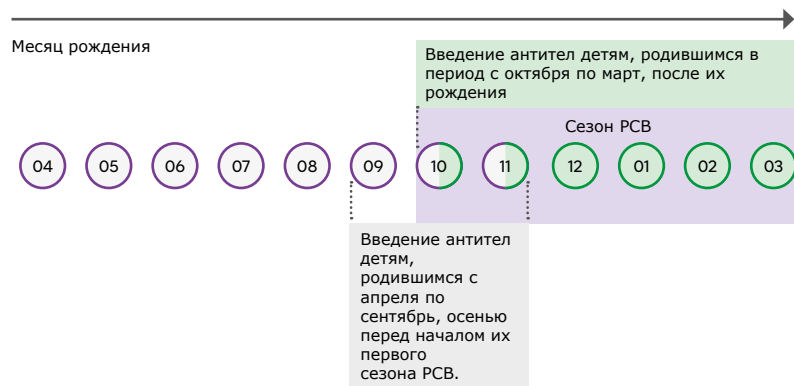 Месяц рождения
Введение антител детям, родившимся в
период с октября по март, после их
рождения
Сезон РСВ
04 05 06 07 08 09 10 11 12 01 02 03
Введение антител
детям,
родившимся с
апреля по
сентябрь, осенью
перед началом их
первого
сезона РСВ.